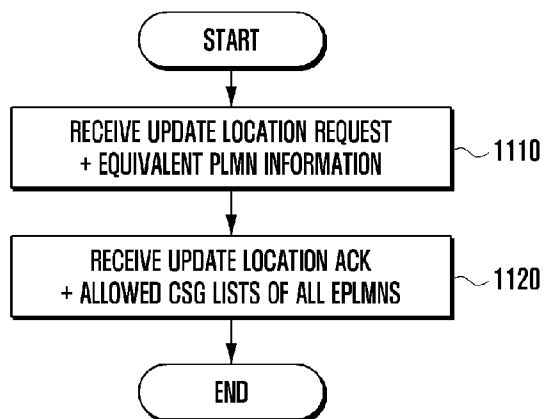 START
RECEIVE UPDATE LOCATION REQUEST
+ EQUIVALENT PLMN INFORMATION
1110
RECEIVE UPDATE LOCATION ACK
+ ALLOWED CSG LISTS OF ALL EPLMNS
1120
END